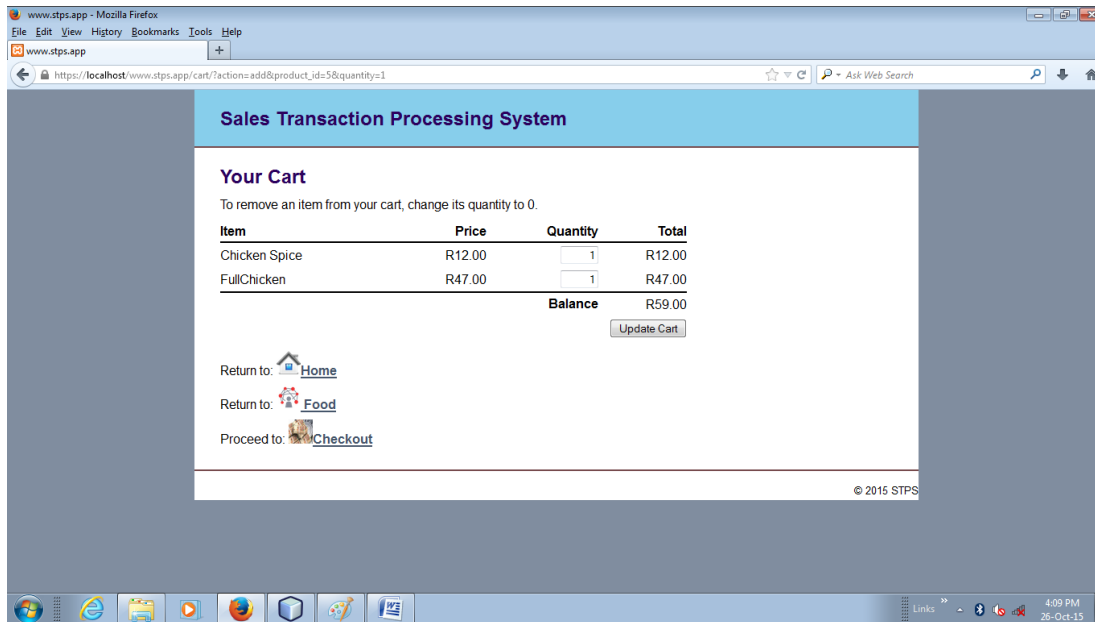 www.stps.app - Mozilla Firefox
File Edit View History Bookmarks Tools Help
www.stps.app
https://localhost/www.stps.app/cart/?action=add&product_id=5&quantity=1 Ask Web Search
Sales Transaction Processing System
Your Cart
To remove an item from your cart, change its quantity to 0.
Item Price Quantity Total
Chicken Spice R12.00 1 R12.00
FullChicken R47.00 1 R47.00
Balance R59.00
Update Cart
Return to: Home
Return to: Food
Proceed to: Checkout
© 2015 STPS
Links 4:09 PM
26-Oct-15